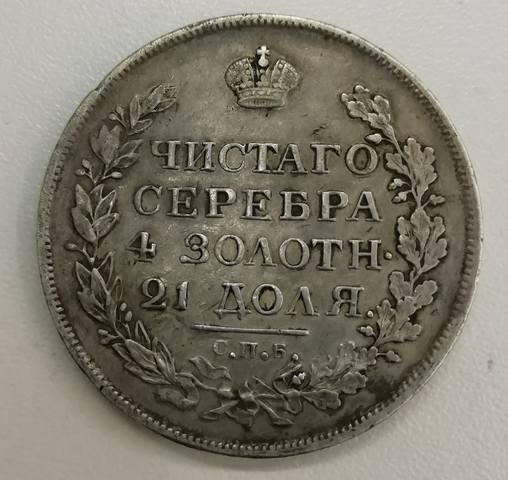 ЧИСТАГО
СЕРЕБРА
4 ЗОЛОТН.
21 ДОЛЯ.
С.П.Б.